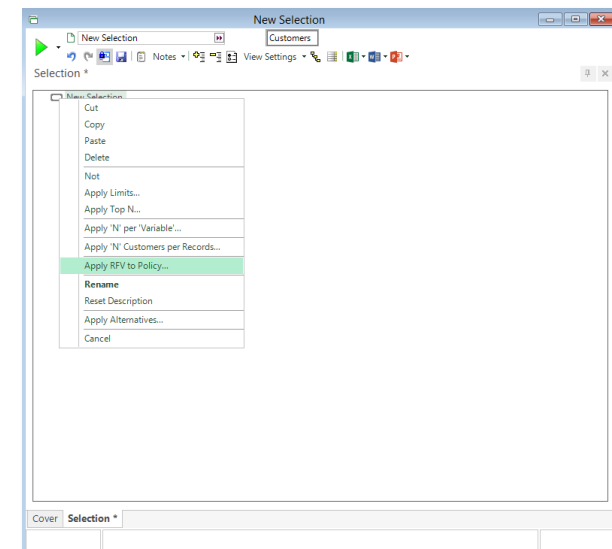 New Selection
New Selection
Customers
Notes
View Settings
Selection *
New Selection
Cut
Copy
Paste
Delete
Not
Apply Limits...
Apply Top N...
Apply 'N' per 'Variable'...
Apply 'N' Customers per Records...
Apply RFV to Policy...
Rename
Reset Description
Apply Alternatives...
Cancel
Cover
Selection *